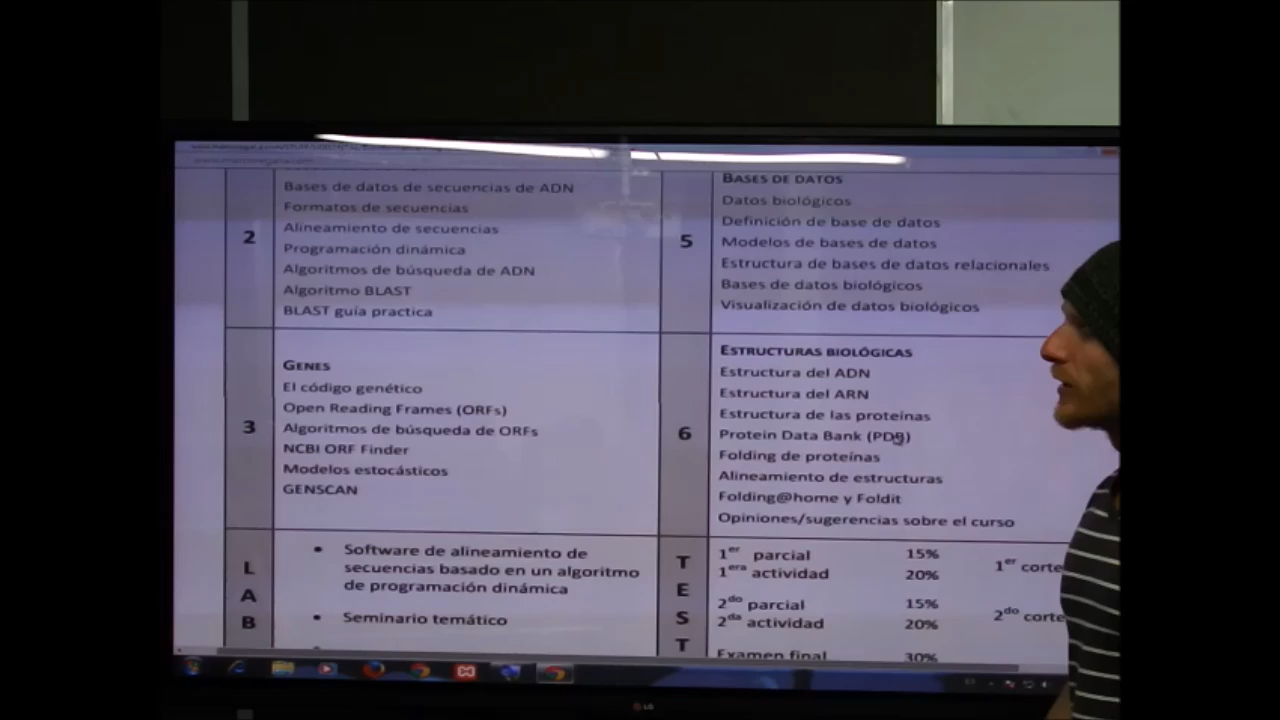 2
Bases de datos de secuencias de ADN
Formatos de secuencias
Alineamiento de secuencias
Programación dinámica
Algoritmos de búsqueda de ADN
Algoritmo BLAST
BLAST guía practica
5
BASES DE DATOS
Datos biológicos
Definición de base de datos
Modelos de bases de datos
Estructura de bases de datos relacionales
Bases de datos biológicos
Visualización de datos biológicos
3
GENES
El código genético
Open Reading Frames (ORFs)
Algoritmos de búsqueda de ORFs
NCBI ORF Finder
Modelos estocásticos
GENSCAN
6
ESTRUCTURAS BIOLÓGICAS
Estructura del ADN
Estructura del ARN
Estructura de las proteínas
Protein Data Bank (PDB)
Folding de proteínas
Alineamiento de estructuras
Folding@home y Foldit
Opiniones/sugerencias sobre el curso
L
A
B
• Software de alineamiento de
secuencias basado en un algoritmo
de programación dinámica
• Seminario temático
T
E
S
T
1er parcial 15%
1era actividad 20%
1er corte
2do parcial 15%
2da actividad 20%
2do corte
Examen final 30%
LG